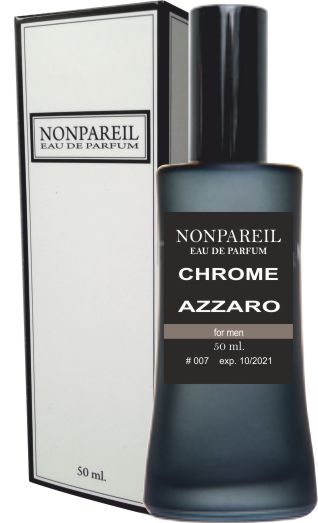 NONPAREIL
EAU DE PARFUM
50 ml.
NONPAREIL
EAU DE PARFUM
CHROME
AZZARO
for men
50 ml.
# 007 exp. 10/2021